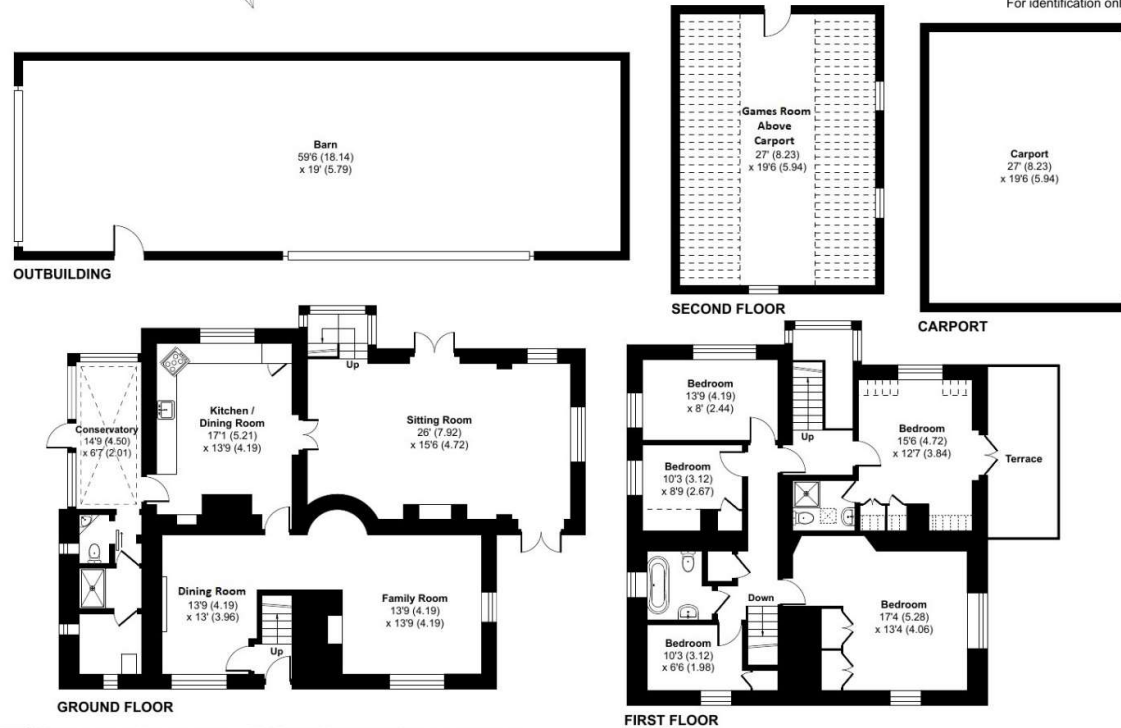 For identification onl
Barn
59'6 (18.14)
x 19' (5.79)
OUTBUILDING
Games Room
Above
Carport
27' (8.23)
x 19'6 (5.94)
SECOND FLOOR
Carport
27' (8.23)
x 19'6 (5.94)
CARPORT
Up
Conservatory
14'9 (4.50)
x 6'7 (2.01)
Kitchen /
Dining Room
17'1 (5.21)
x 13'9 (4.19)
Sitting Room
26' (7.92)
x 15'6 (4.72)
Dining Room
13'9 (4.19)
x 13' (3.96)
Up
Family Room
13'9 (4.19)
x 13'9 (4.19)
GROUND FLOOR
Bedroom
13'9 (4.19)
x 8' (2.44)
Up
Bedroom
15'6 (4.72)
x 12'7 (3.84)
Terrace
Bedroom
10'3 (3.12)
x 8'9 (2.67)
Down
Bedroom
17'4 (5.28)
x 13'4 (4.06)
Bedroom
10'3 (3.12)
x 6'6 (1.98)
FIRST FLOOR